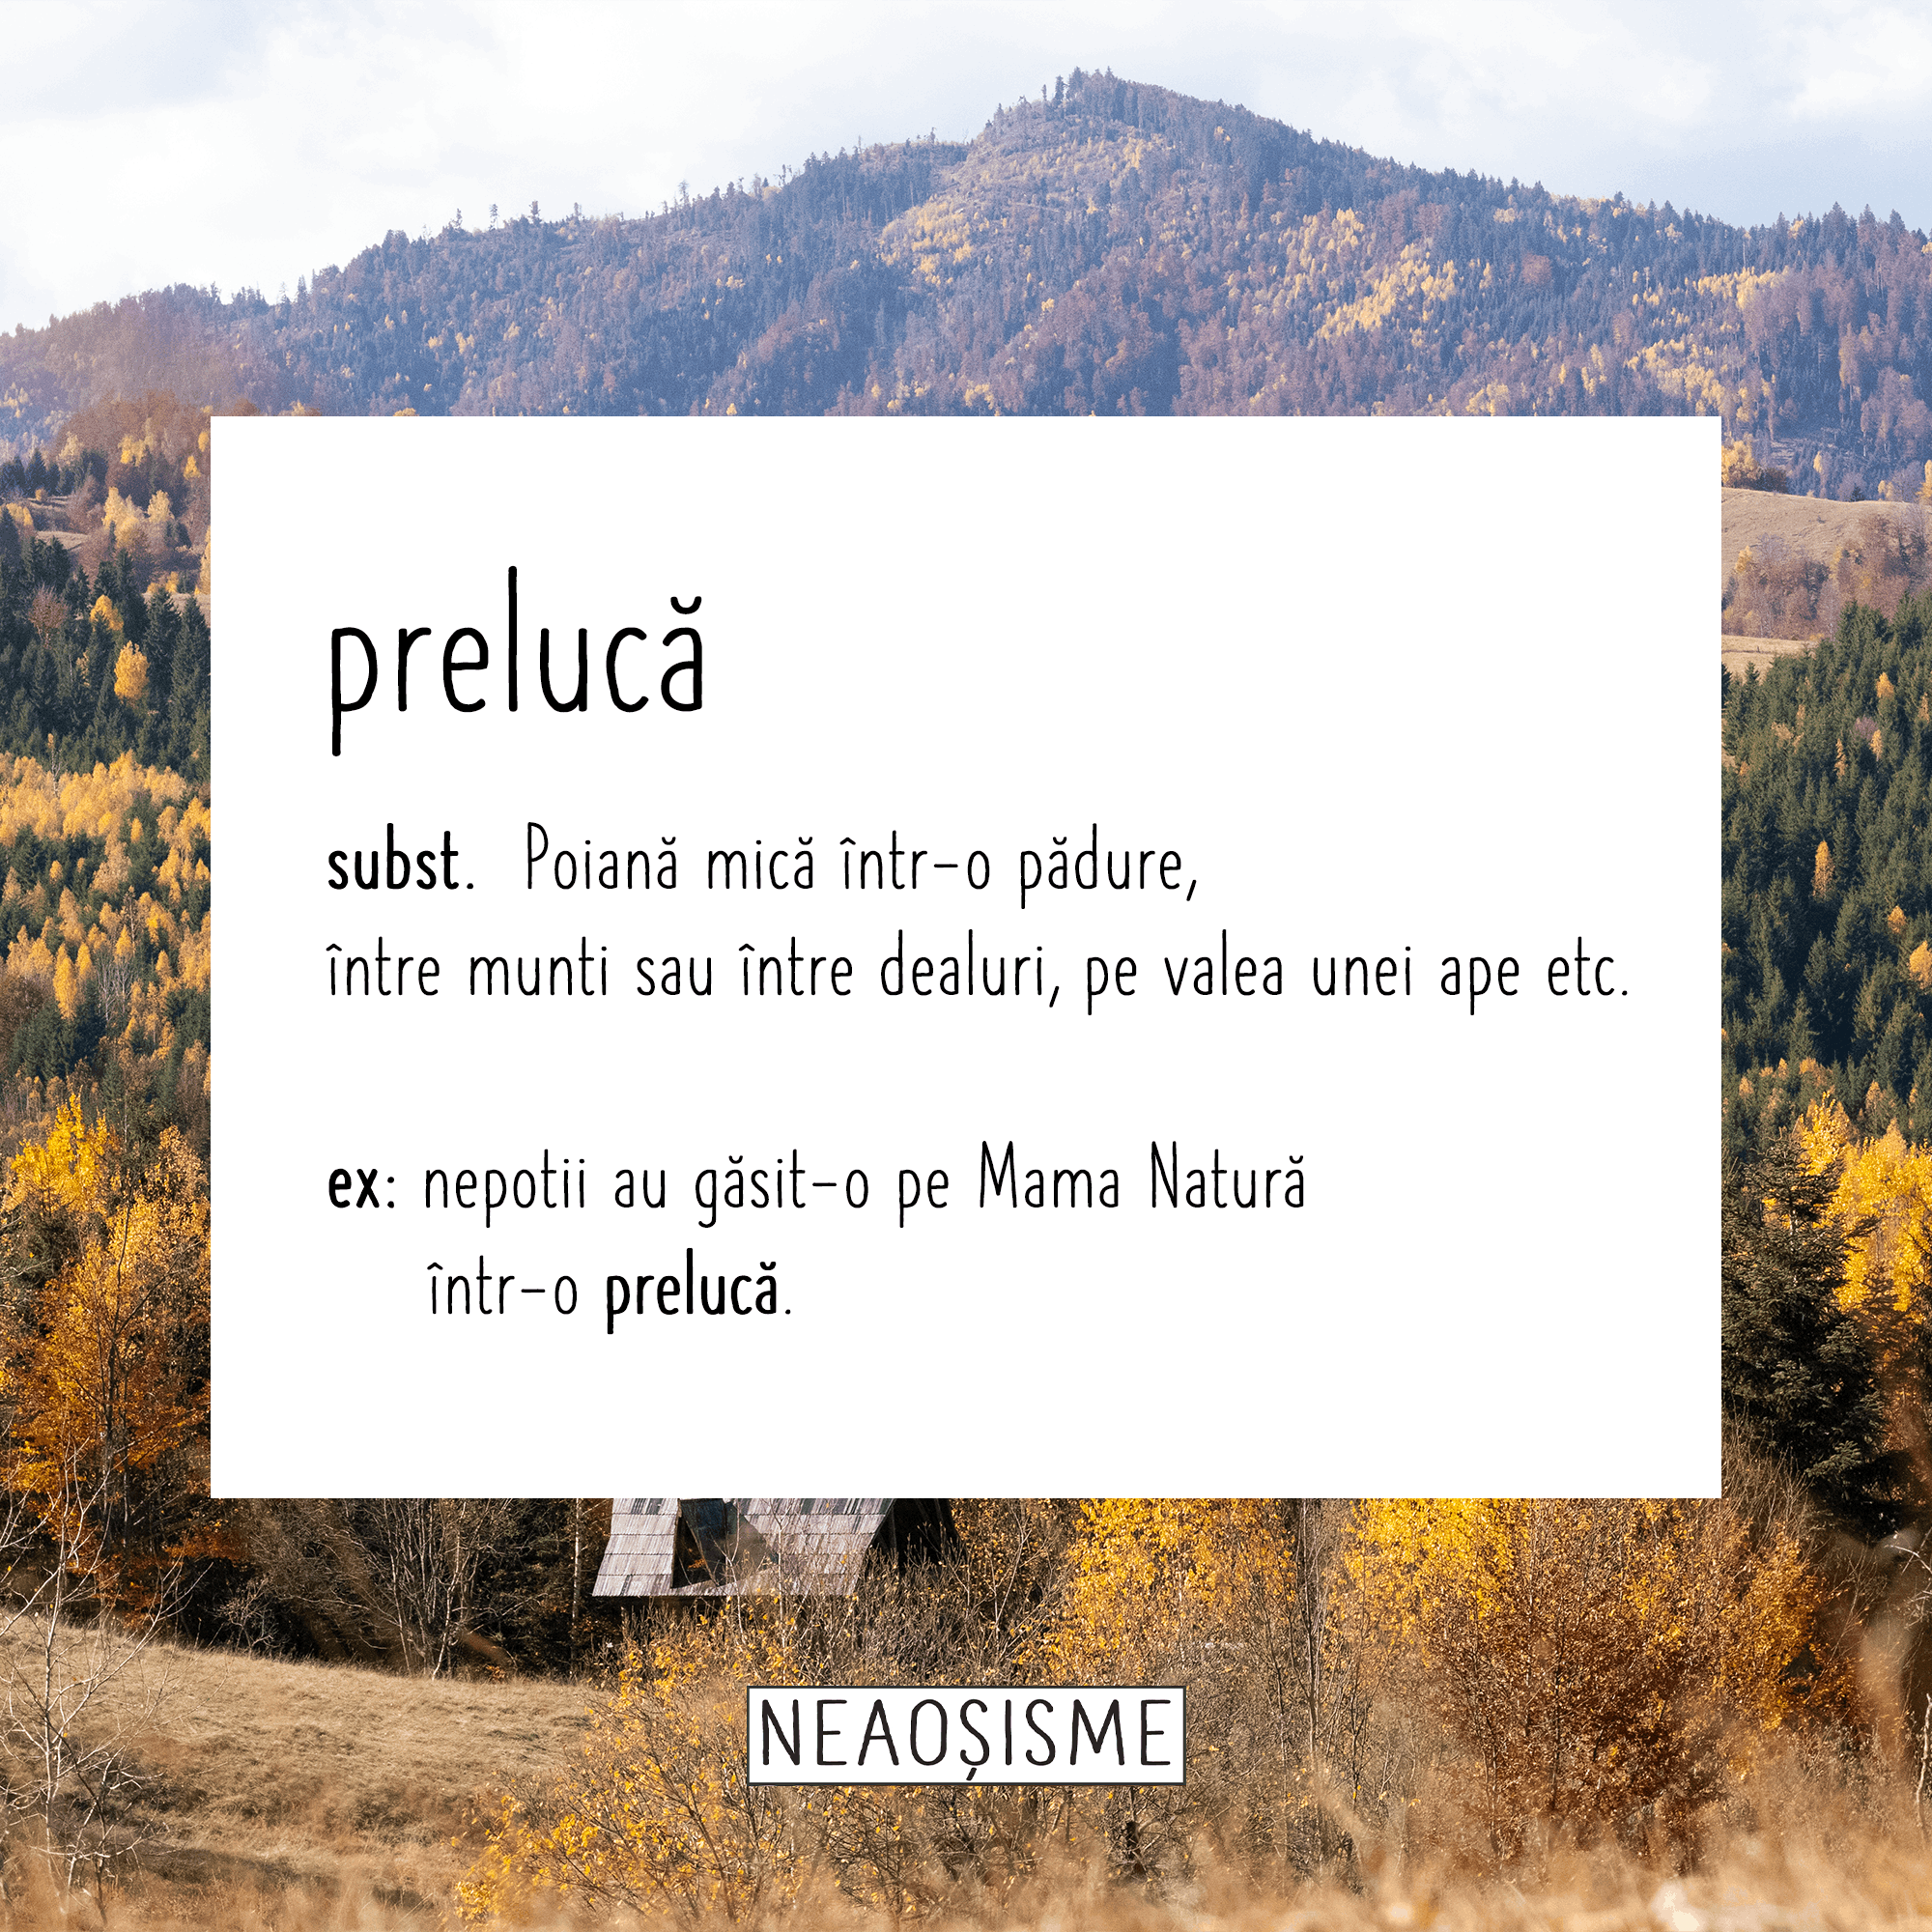 prelucă
subst. Poiană mică într-o pădure,
între munti sau între dealuri, pe valea unei ape etc.
ex: nepotii au găsit-o pe Mama Natură
într-o prelucă.
NEAOȘISME